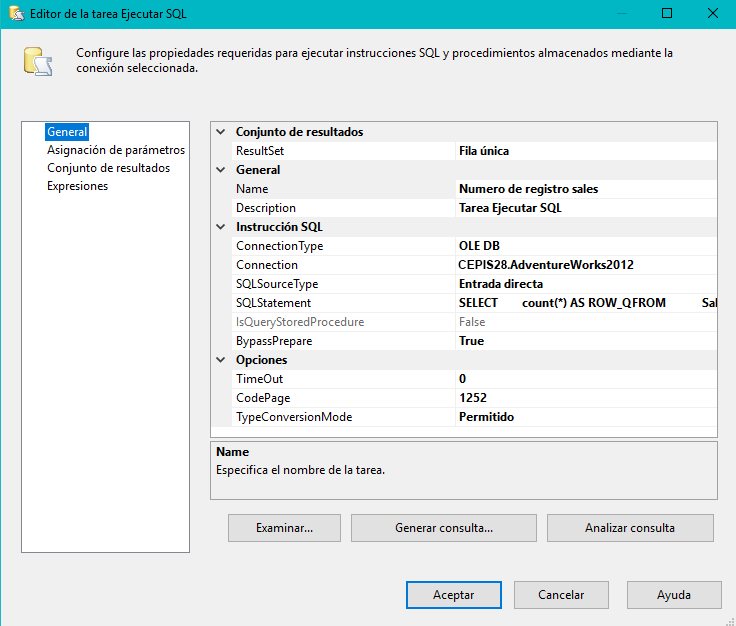 Editor de la tarea Ejecutar SQL
Configure las propiedades requeridas para ejecutar instrucciones SQL y procedimientos almacenados mediante la
conexión seleccionada.
General
Asignación de parámetros
Conjunto de resultados
Expresiones
Conjunto de resultados
ResultSet Fila única
General
Name Numero de registro sales
Description Tarea Ejecutar SQL
Instrucción SQL
ConnectionType OLE DB
Connection CEPIS28.AdventureWorks2012
SQLSourceType Entrada directa
SQLStatement SELECT count(*) AS ROW_QFROM Sal
IsQueryStoredProcedure False
BypassPrepare True
Opciones
TimeOut 0
CodePage 1252
TypeConversionMode Permitido
Name
Especifica el nombre de la tarea.
Examinar... Generar consulta... Analizar consulta
Aceptar Cancelar Ayuda